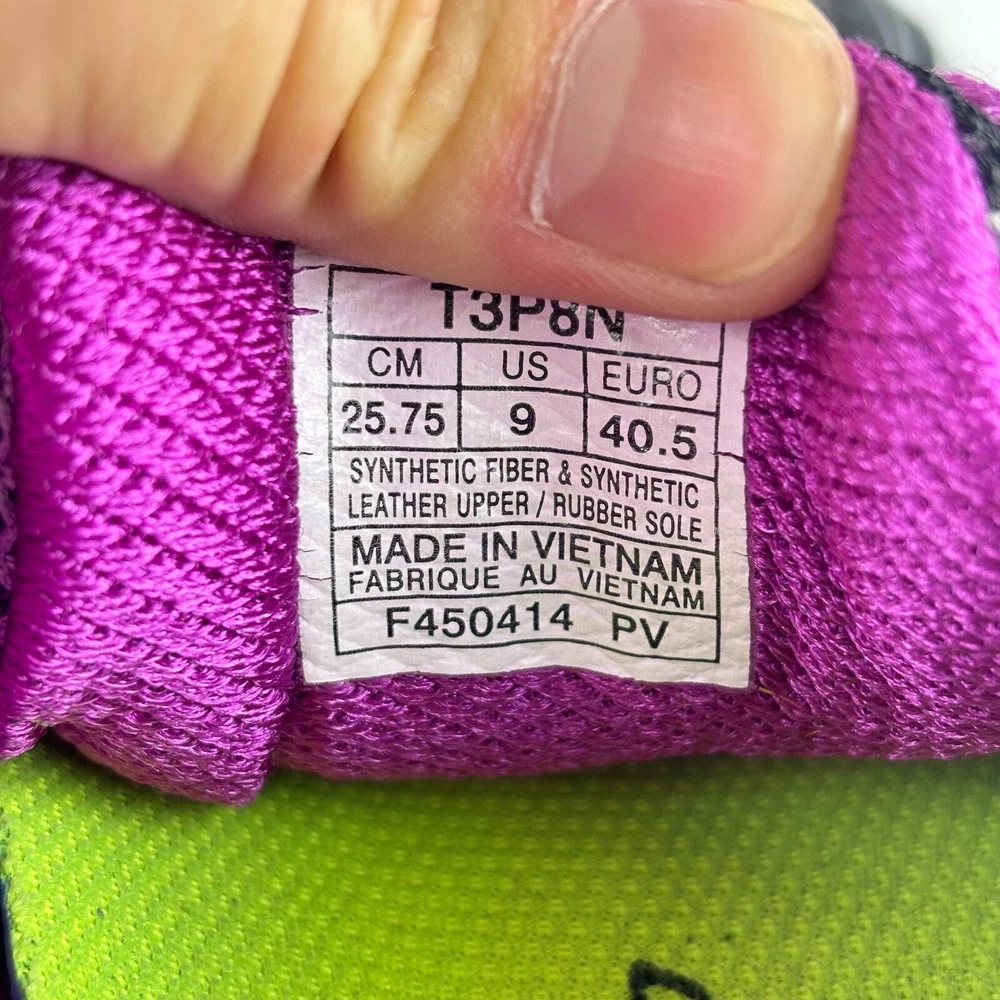 T3P8N
CM US EURO
25.75 9 40.5
SYNTHETIC FIBER & SYNTHETIC
LEATHER UPPER / RUBBER SOLE
MADE IN VIETNAM
FABRIQUE AU VIETNAM
F450414 PV